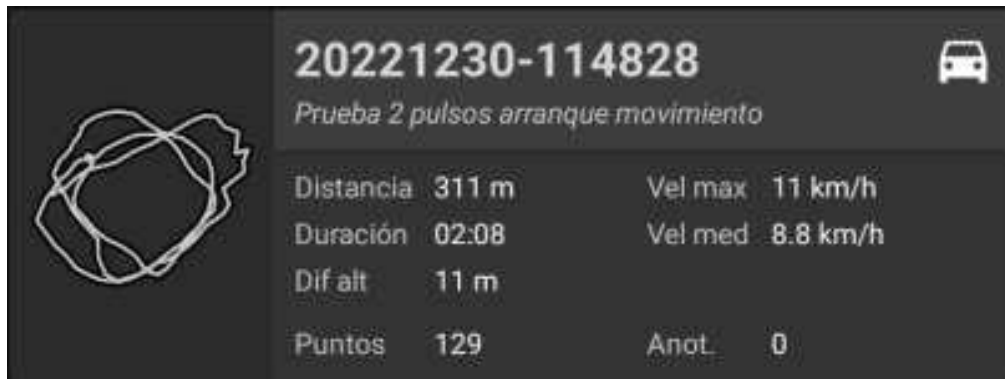 20221230-114828
Prueba 2 pulsos arranque movimiento
Distancia 311 m Vel max 11 km/h
Duración 02:08 Vel med 8.8 km/h
Dif alt 11 m
Puntos 129 Anot. 0